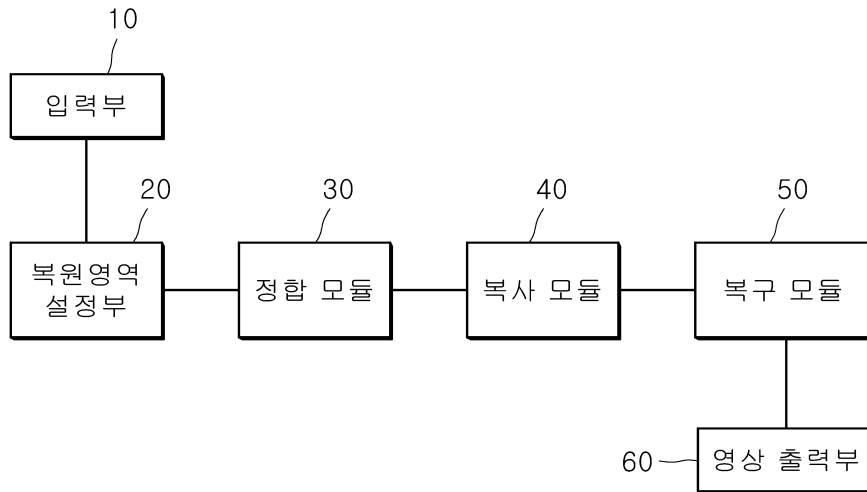 10
입력부
20
30
40
50
복원영역
설정부
정합 모듈
복사 모듈
복구 모듈
60
영상 출력부